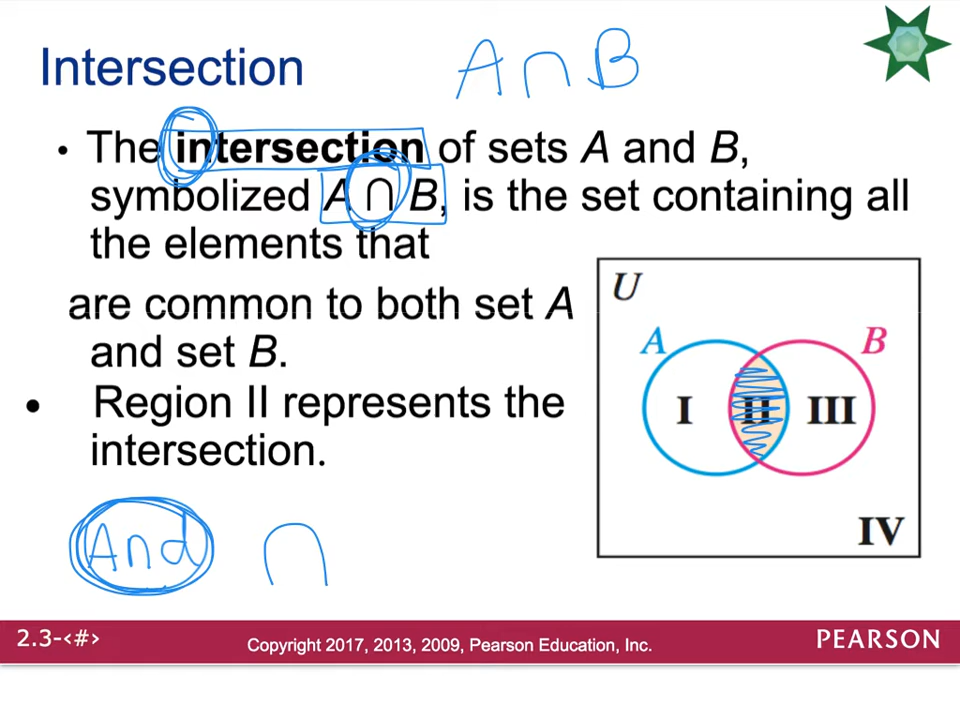 Intersection A ∩ B
• The intersection of sets A and B,
symbolized A ∩ B, is the set containing all
the elements that
are common to both set A
and set B.
• Region II represents the
intersection.
U
A B
I II III
IV
And ∩
2.3-<#> Copyright 2017, 2013, 2009, Pearson Education, Inc. PEARSON